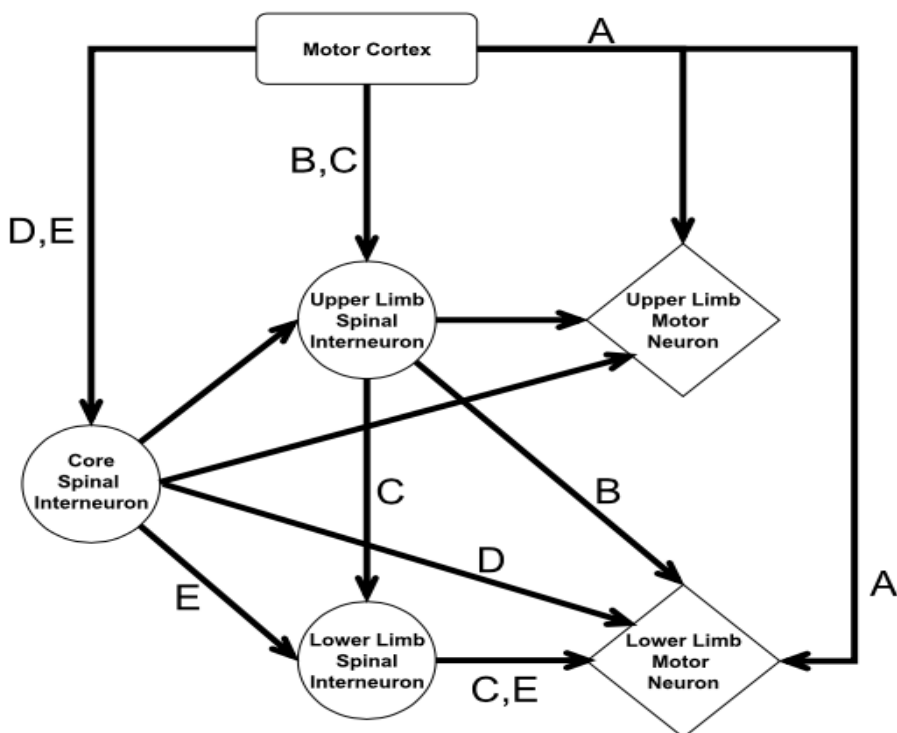 A
Motor Cortex
B,C
D,E
Upper Limb
Spinal
Interneuron
Upper Limb
Motor
Neuron
Core
Spinal
Interneuron
C
B
D
E
A
Lower Limb
Spinal
Interneuron
C,E
Lower Limb
Motor
Neuron